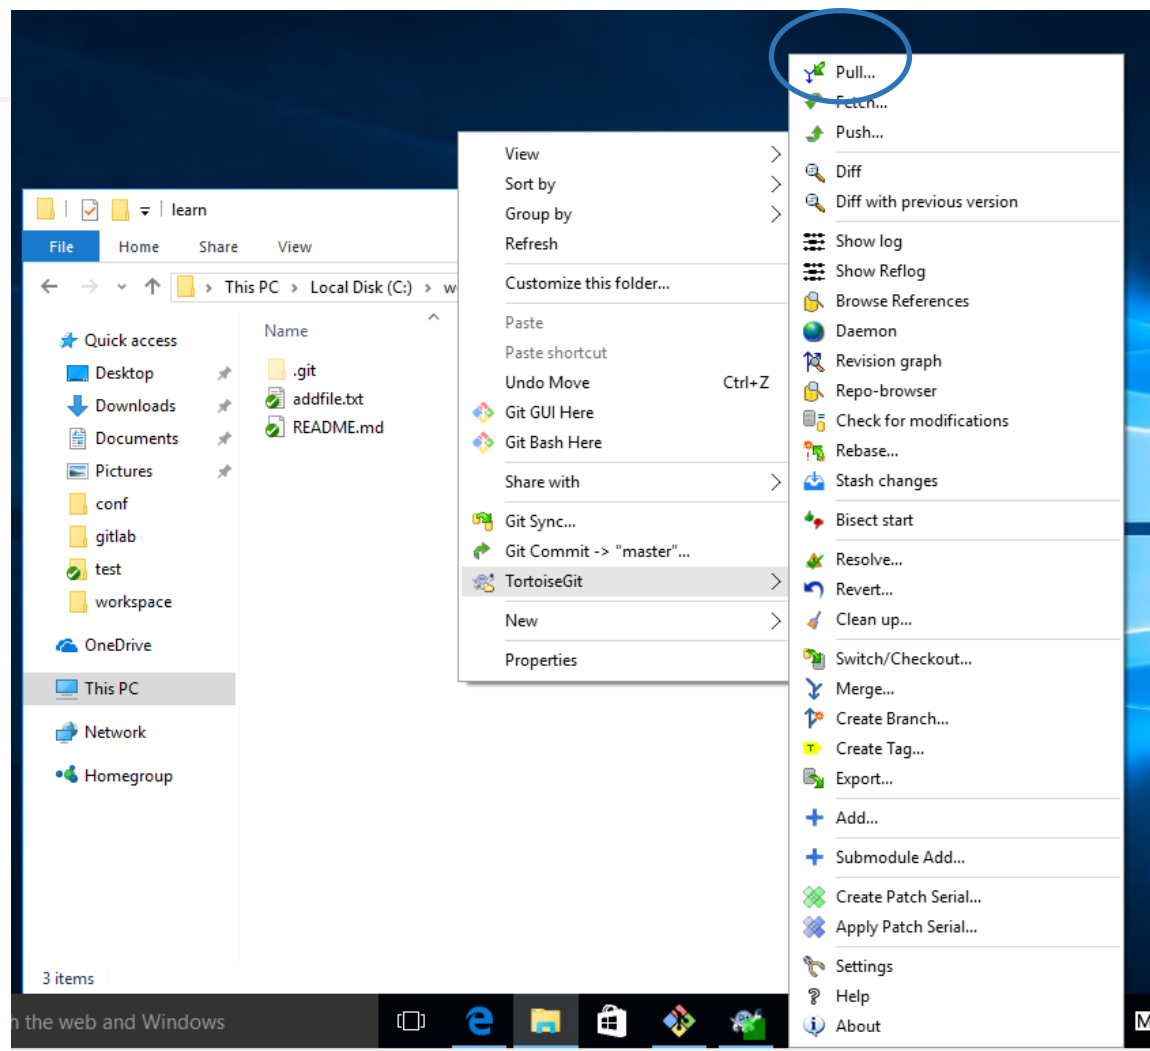 learn
File Home Share View
This PC > Local Disk (C:) > w
Name
Quick access
Desktop
Downloads
Documents
Pictures
conf
gitlab
test
workspace
OneDrive
This PC
Network
Homegroup
.git
addfile.txt
README.md
3 items
View
Sort by
Group by
Refresh
Customize this folder...
Paste
Paste shortcut
Undo Move Ctrl+Z
Git GUI Here
Git Bash Here
Share with
Git Sync...
Git Commit -> "master"...
TortoiseGit
New
Properties
Pull...
Fetch...
Push...
Diff
Diff with previous version
Show log
Show Reflog
Browse References
Daemon
Revision graph
Repo-browser
Check for modifications
Rebase...
Stash changes
Bisect start
Resolve...
Revert...
Clean up...
Switch/Checkout...
Merge...
Create Branch...
Create Tag...
Export...
Add...
Submodule Add...
Create Patch Serial...
Apply Patch Serial...
Settings
Help
About
h the web and Windows
M